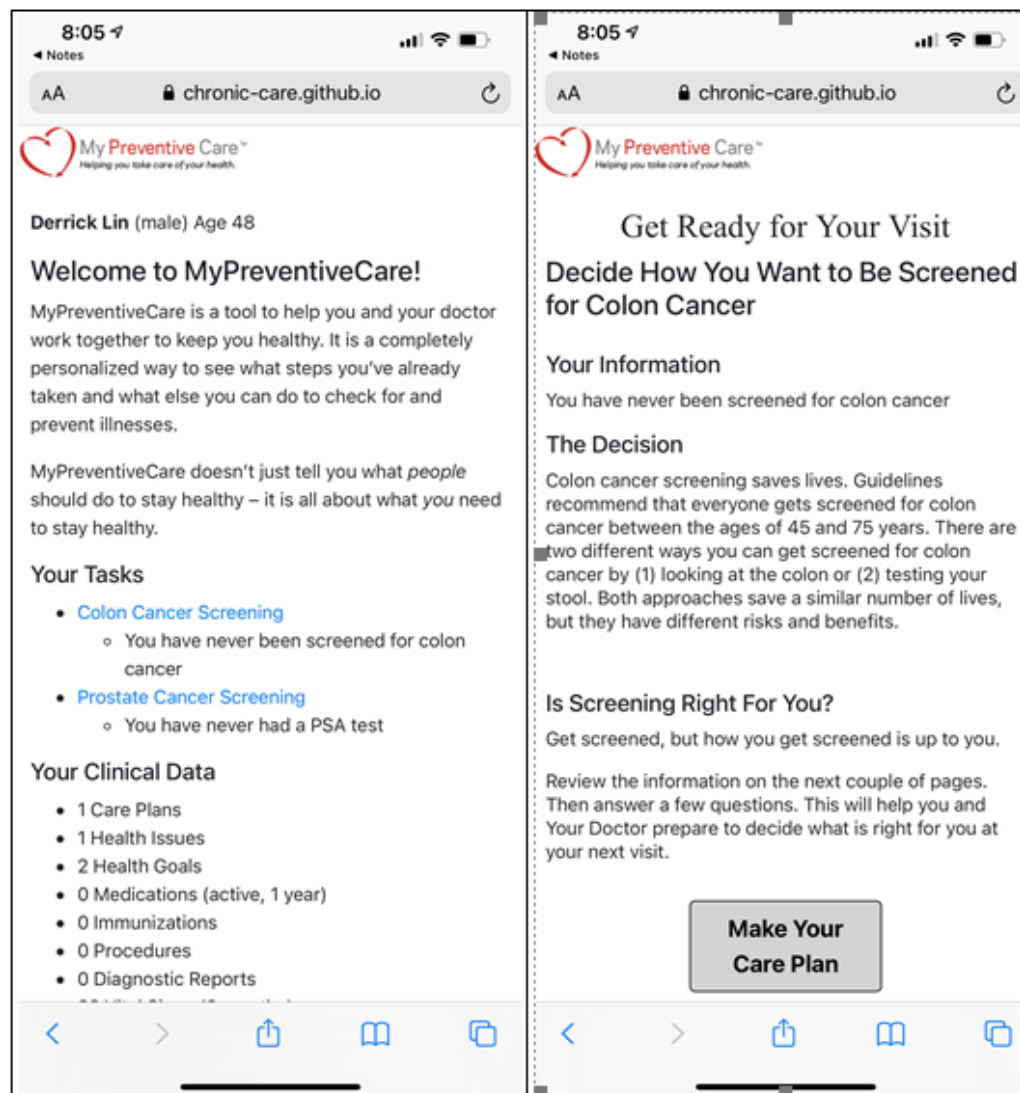 8:05
Notes
AA chronic-care.github.io
My Preventive Care™
Helping you take care of your health.
Derrick Lin (male) Age 48
Welcome to MyPreventiveCare!
MyPreventiveCare is a tool to help you and your doctor
work together to keep you healthy. It is a completely
personalized way to see what steps you've already
taken and what else you can do to check for and
prevent illnesses.
MyPreventiveCare doesn't just tell you what people
should do to stay healthy – it is all about what you need
to stay healthy.
Your Tasks
• Colon Cancer Screening
◦ You have never been screened for colon
cancer
• Prostate Cancer Screening
◦ You have never had a PSA test
Your Clinical Data
• 1 Care Plans
• 1 Health Issues
• 2 Health Goals
• 0 Medications (active, 1 year)
• 0 Immunizations
• 0 Procedures
• 0 Diagnostic Reports
8:05
Notes
AA chronic-care.github.io
My Preventive Care™
Helping you take care of your health.
Get Ready for Your Visit
Decide How You Want to Be Screened
for Colon Cancer
Your Information
You have never been screened for colon cancer
The Decision
Colon cancer screening saves lives. Guidelines
recommend that everyone gets screened for colon
cancer between the ages of 45 and 75 years. There are
two different ways you can get screened for colon
cancer by (1) looking at the colon or (2) testing your
stool. Both approaches save a similar number of lives,
but they have different risks and benefits.
Is Screening Right For You?
Get screened, but how you get screened is up to you.
Review the information on the next couple of pages.
Then answer a few questions. This will help you and
Your Doctor prepare to decide what is right for you at
your next visit.
Make Your
Care Plan